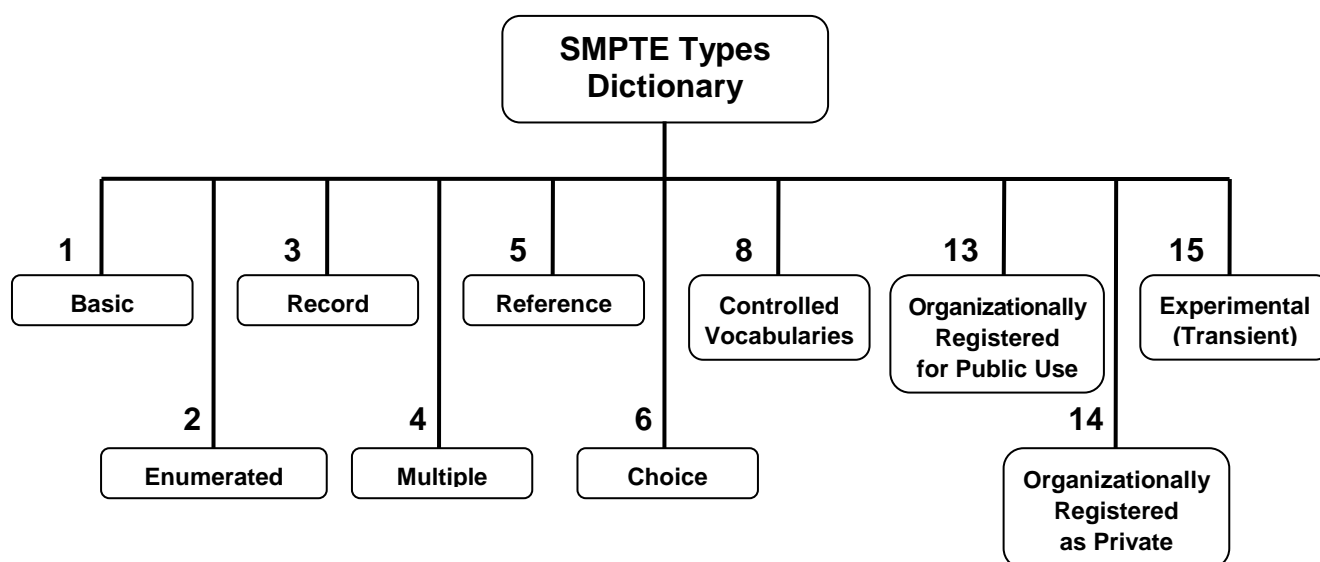 SMPTE Types
Dictionary
1
Basic
2
Enumerated
3
Record
4
Multiple
5
Reference
6
Choice
8
Controlled
Vocabularies
13
Organizationally
Registered
for Public Use
14
Organizationally
Registered
as Private
15
Experimental
(Transient)